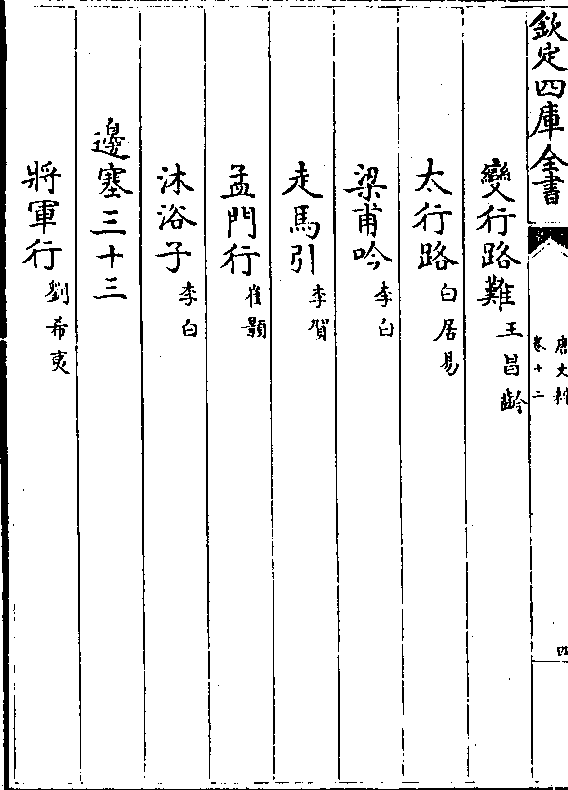 欽定四庫全書
唐文粹
卷十二
四
變行路難王昌齡
太行路白居易
梁甫吟李白
走馬引李賀
孟門行崔顥
沐浴子李白
邊塞三十三
將軍行劉希夷